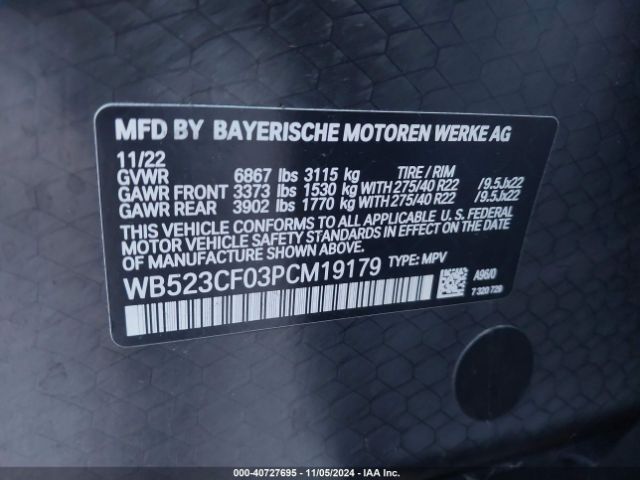 MFD BY BAYERISCHE MOTOREN WERKE AG
11/22
GVWR 6867 lbs 3115 kg TIRE / RIM
GAWR FRONT 3373 lbs 1530 kg WITH 275/40 R22 /9.5Jx22
GAWR REAR 3902 lbs 1770 kg WITH 275/40 R22 /9.5Jx22
THIS VEHICLE CONFORMS TO ALL APPLICABLE U. S. FEDERAL
MOTOR VEHICLE SAFETY STANDARDS IN EFFECT ON THE DATE OF
MANUFACTURE SHOWN ABOVE.
WB523CF03PCM19179 TYPE: MPV
A96/0
7 320 729
000-40727695 - 11/05/2024 - IAA Inc.